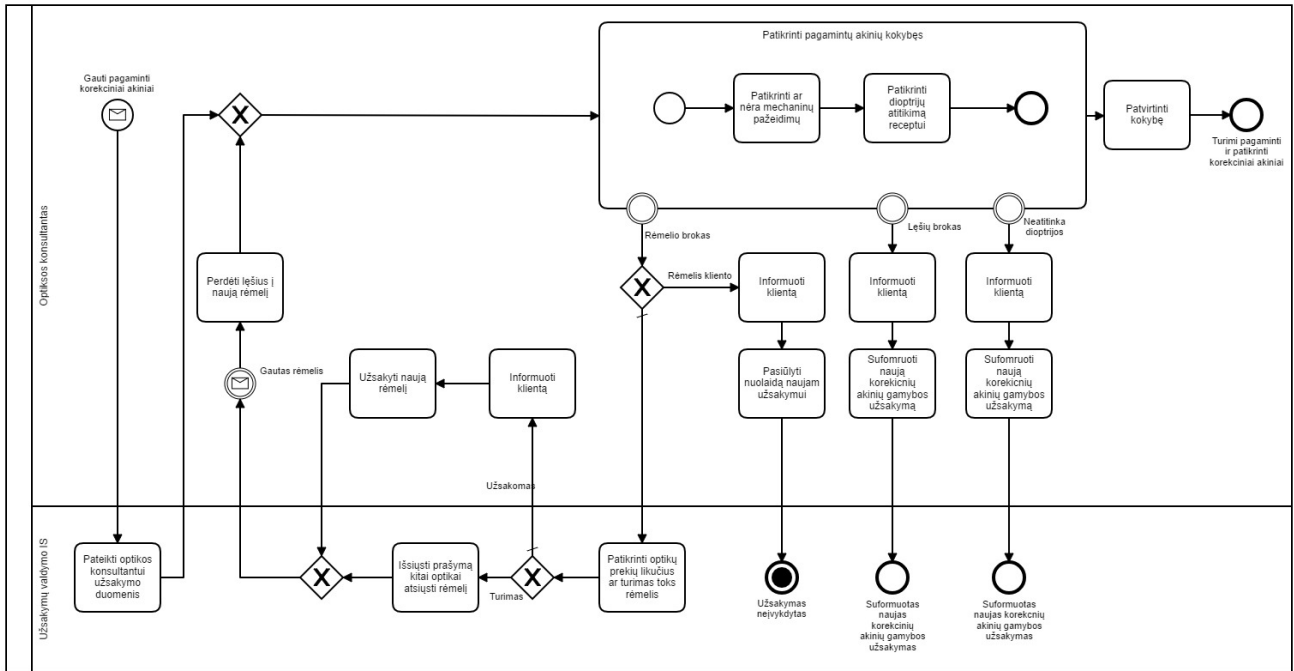 Optiksos konsultantas
Užsakymų valdymo IS
Gauti pagaminti
korekciniai akiniai
Patikrinti pagamintų akinių kokybęs
Patikrinti ar
nėra mechaninų
pažeidimų
Patikrinti
dioptrijų
atitikimą
receptui
Patvirtinti
kokybę
Turimi pagaminti
ir patikrinti
korekciniai akiniai
Rėmelio brokas
Lęšių brokas
Neatitinka
dioptrijos
Perdėti lęšius į
naują rėmelį
Rėmelis kliento
Informuoti
klientą
Informuoti
klientą
Informuoti
klientą
Gautas rėmelis
Užsakyti naują
rėmelį
Informuoti
klientą
Pasiūlyti
nuolaidą naujam
užsakymui
Sufomruoti
naują
korekicnių
akinių gamybos
užsakymą
Sufomruoti
naują
korekicnių
akinių gamybos
užsakymą
Užsakomas
Pateikti optikos
konsultantui
užsakymo
duomenis
Išsiųsti prašymą
kitai optikai
atsiųsti rėmelį
Turimas
Patikrinti optikų
prekių likučius
ar turimas toks
rėmelis
Užsakymas
neįvykdytas
Suformuotas
naujas
korekcinių
akinių gamybos
užsakymas
Suformuotas
naujas korekcnių
akinių gamybos
užsakymas